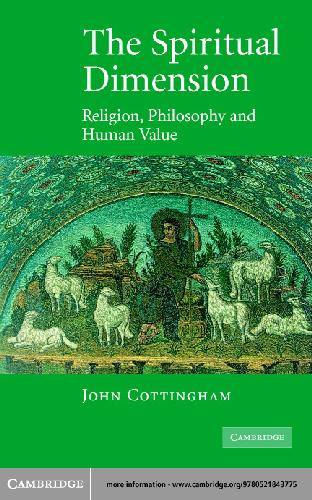 The Spiritual
Dimension
Religion, Philosophy and
Human Value
JOHN COTTINGHAM
CAMBRIDGE
CAMBRIDGE more information - www.cambridge.org/9780521843775